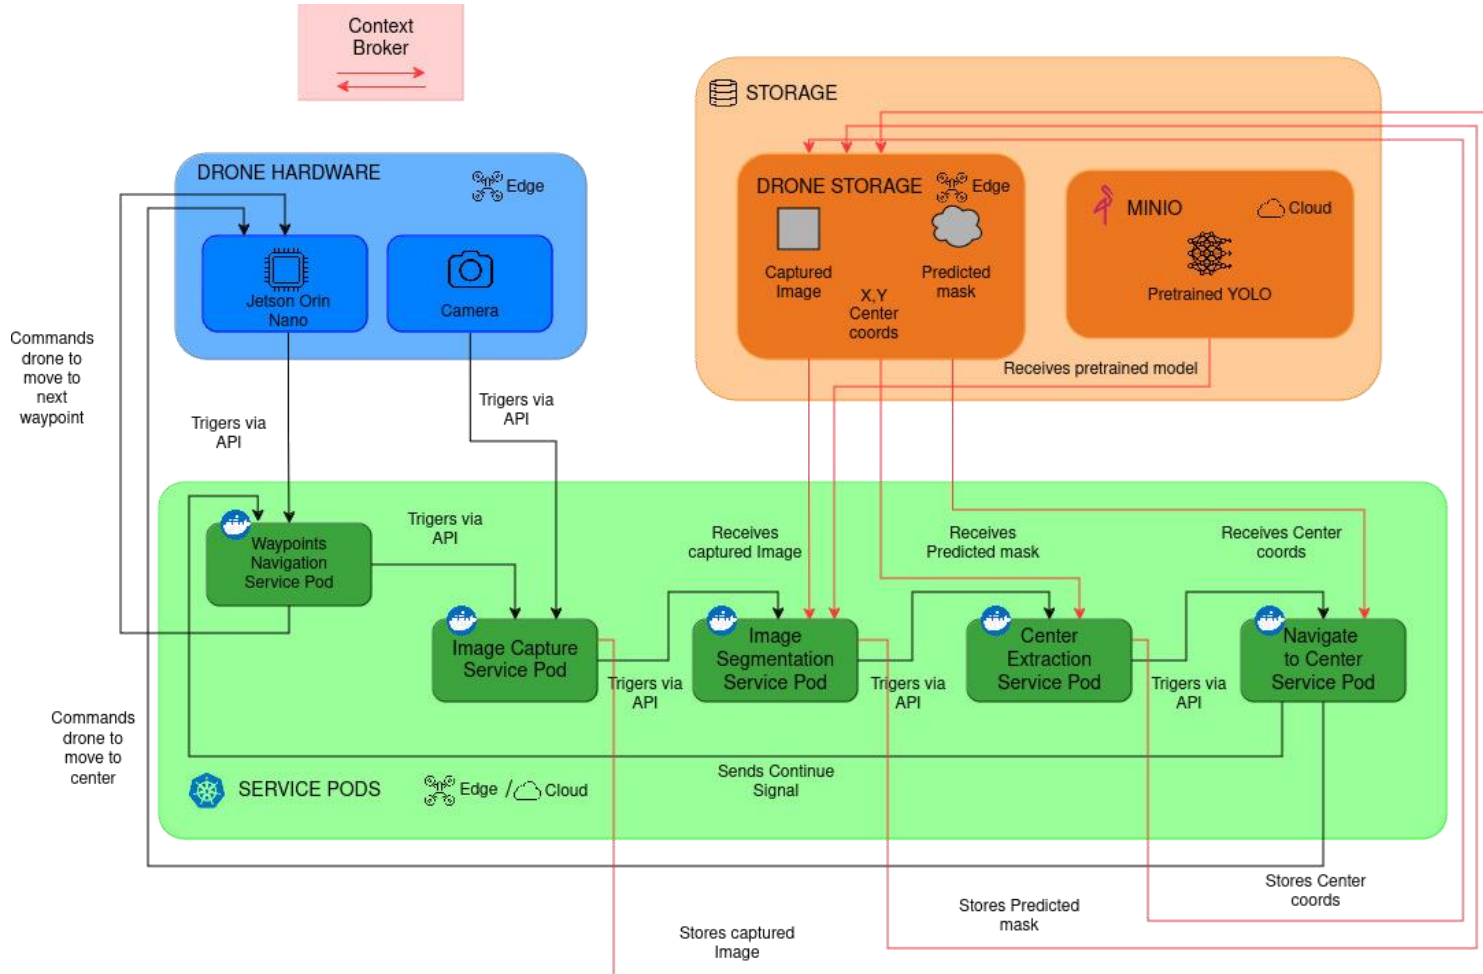 Context
Broker
STORAGE
DRONE HARDWARE
Edge
Jetson Orin
Nano
Camera
DRONE STORAGE
Edge
Captured
Image
Predicted
mask
X,Y
Center
coords
MINIO
Cloud
Pretrained YOLO
Receives pretrained model
Commands
drone to
move to
next
waypoint
Trigers via
API
Trigers via
API
Waypoints
Navigation
Service Pod
Trigers via
API
Receives
captured Image
Receives
Predicted mask
Receives Center
coords
Image Capture
Service Pod
Trigers via
API
Image
Segmentation
Service Pod
Trigers via
API
Center
Extraction
Service Pod
Trigers via
API
Navigate
to Center
Service Pod
Commands
drone to
move to
center
SERVICE PODS
Edge / Cloud
Sends Continue
Signal
Stores Center
coords
Stores Predicted
mask
Stores captured
Image